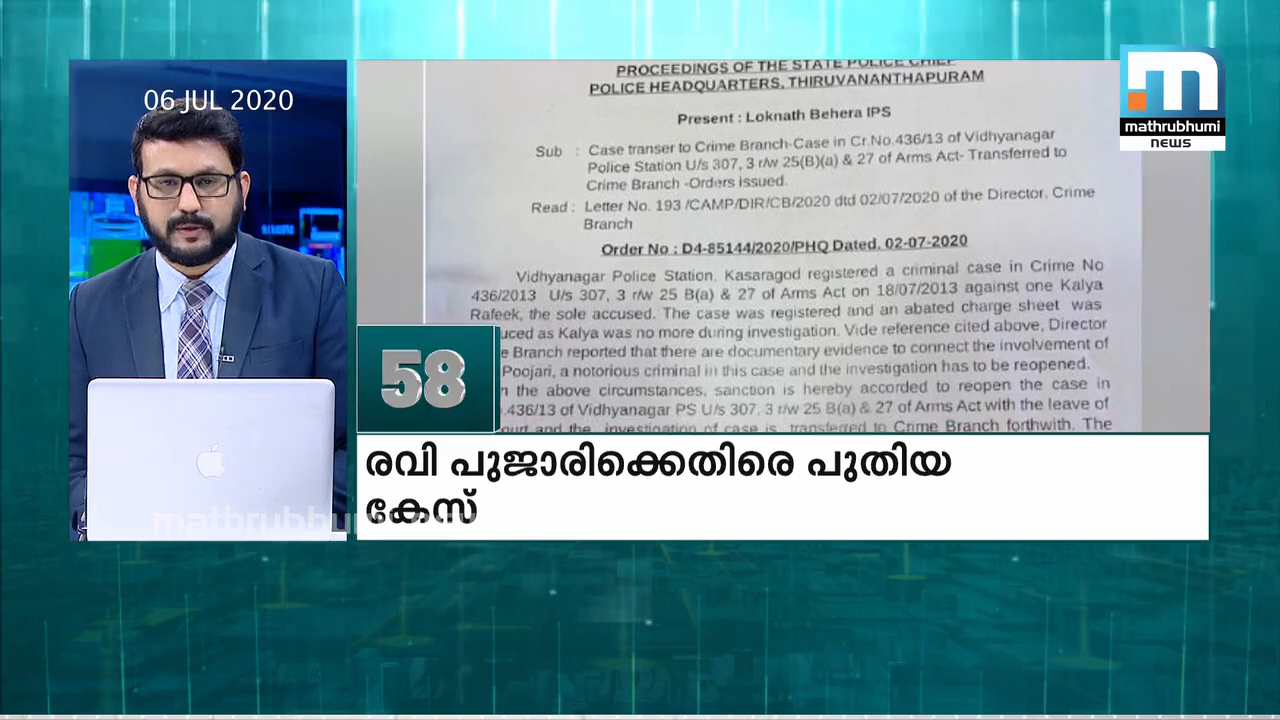 06 JUL 2020
mathrubhumi
news
PROCEEDINGS OF THE STATE POLICE CHIEF
POLICE HEADQUARTERS, THIRUVANANTHAPURAM
Present : Loknath Behera IPS
Sub : Case transer to Crime Branch-Case in Cr.No.436/13 of Vidhyanagar
Police Station U/s 307, 3 r/w 25(B)(a) & 27 of Arms Act- Transferred to
Crime Branch -Orders issued.
Read : Letter No. 193 /CAMP/DIR/CB/2020 dtd 02/07/2020 of the Director, Crime
Branch
Order No : D4-85144/2020/PHQ Dated. 02-07-2020
Vidhyanagar Police Station, Kasaragod registered a criminal case in Crime No
436/2013 U/s 307, 3 r/w 25 B(a) & 27 of Arms Act on 18/07/2013 against one Kalya
Rafeek, the sole accused. The case was registered and an abated charge sheet was
uced as Kalya was no more during investigation. Vide reference cited above, Director
e Branch reported that there are documentary evidence to connect the involvement of
Poojari, a notorious criminal in this case and the investigation has to be reopened.
n the above circumstances, sanction is hereby accorded to reopen the case in
.436/13 of Vidhyanagar PS U/s 307, 3 r/w 25 B(a) & 27 of Arms Act with the leave of
ourt and the investigation of case is transferred to Crime Branch forthwith. The
58
രവി പുജാരിക്കെതിരെ പുതിയ
കേസ്
mathrubhumi news